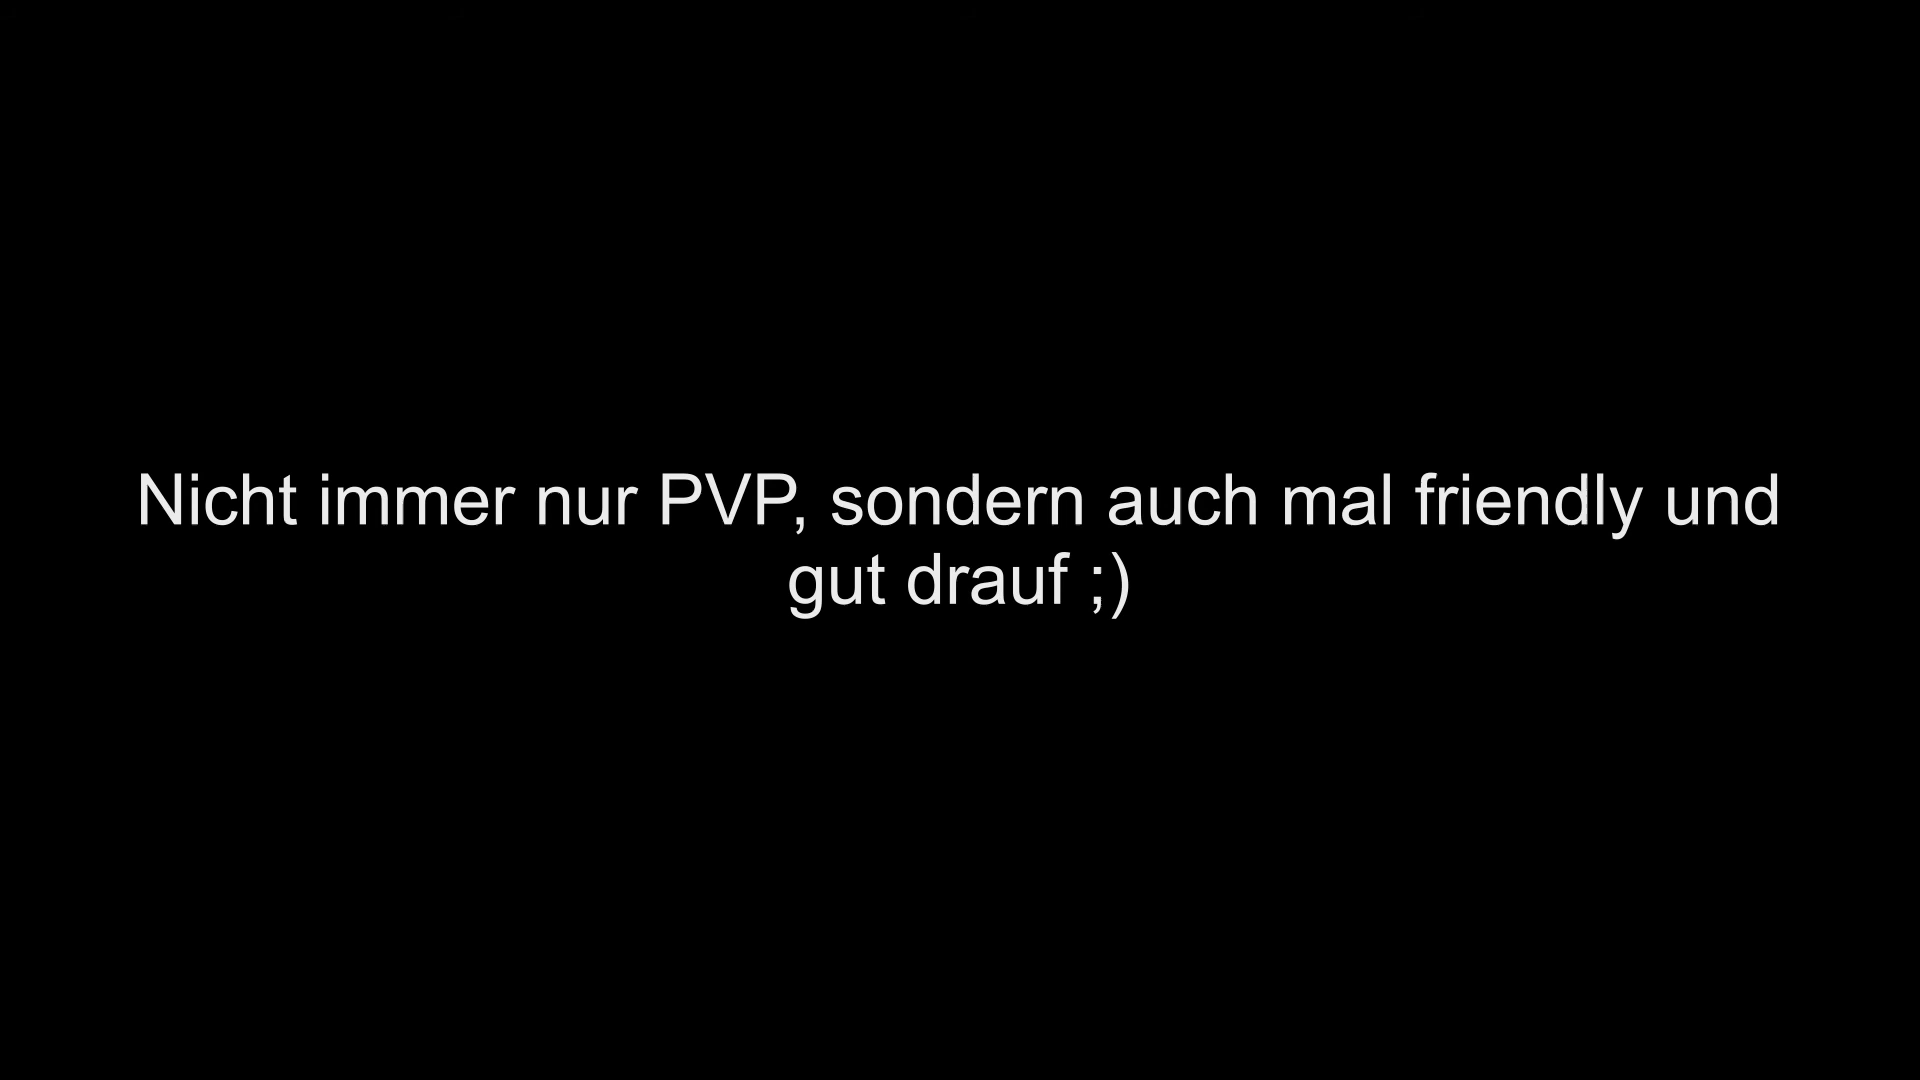 Nicht immer nur PVP, sondern auch mal friendly und
gut drauf ;)